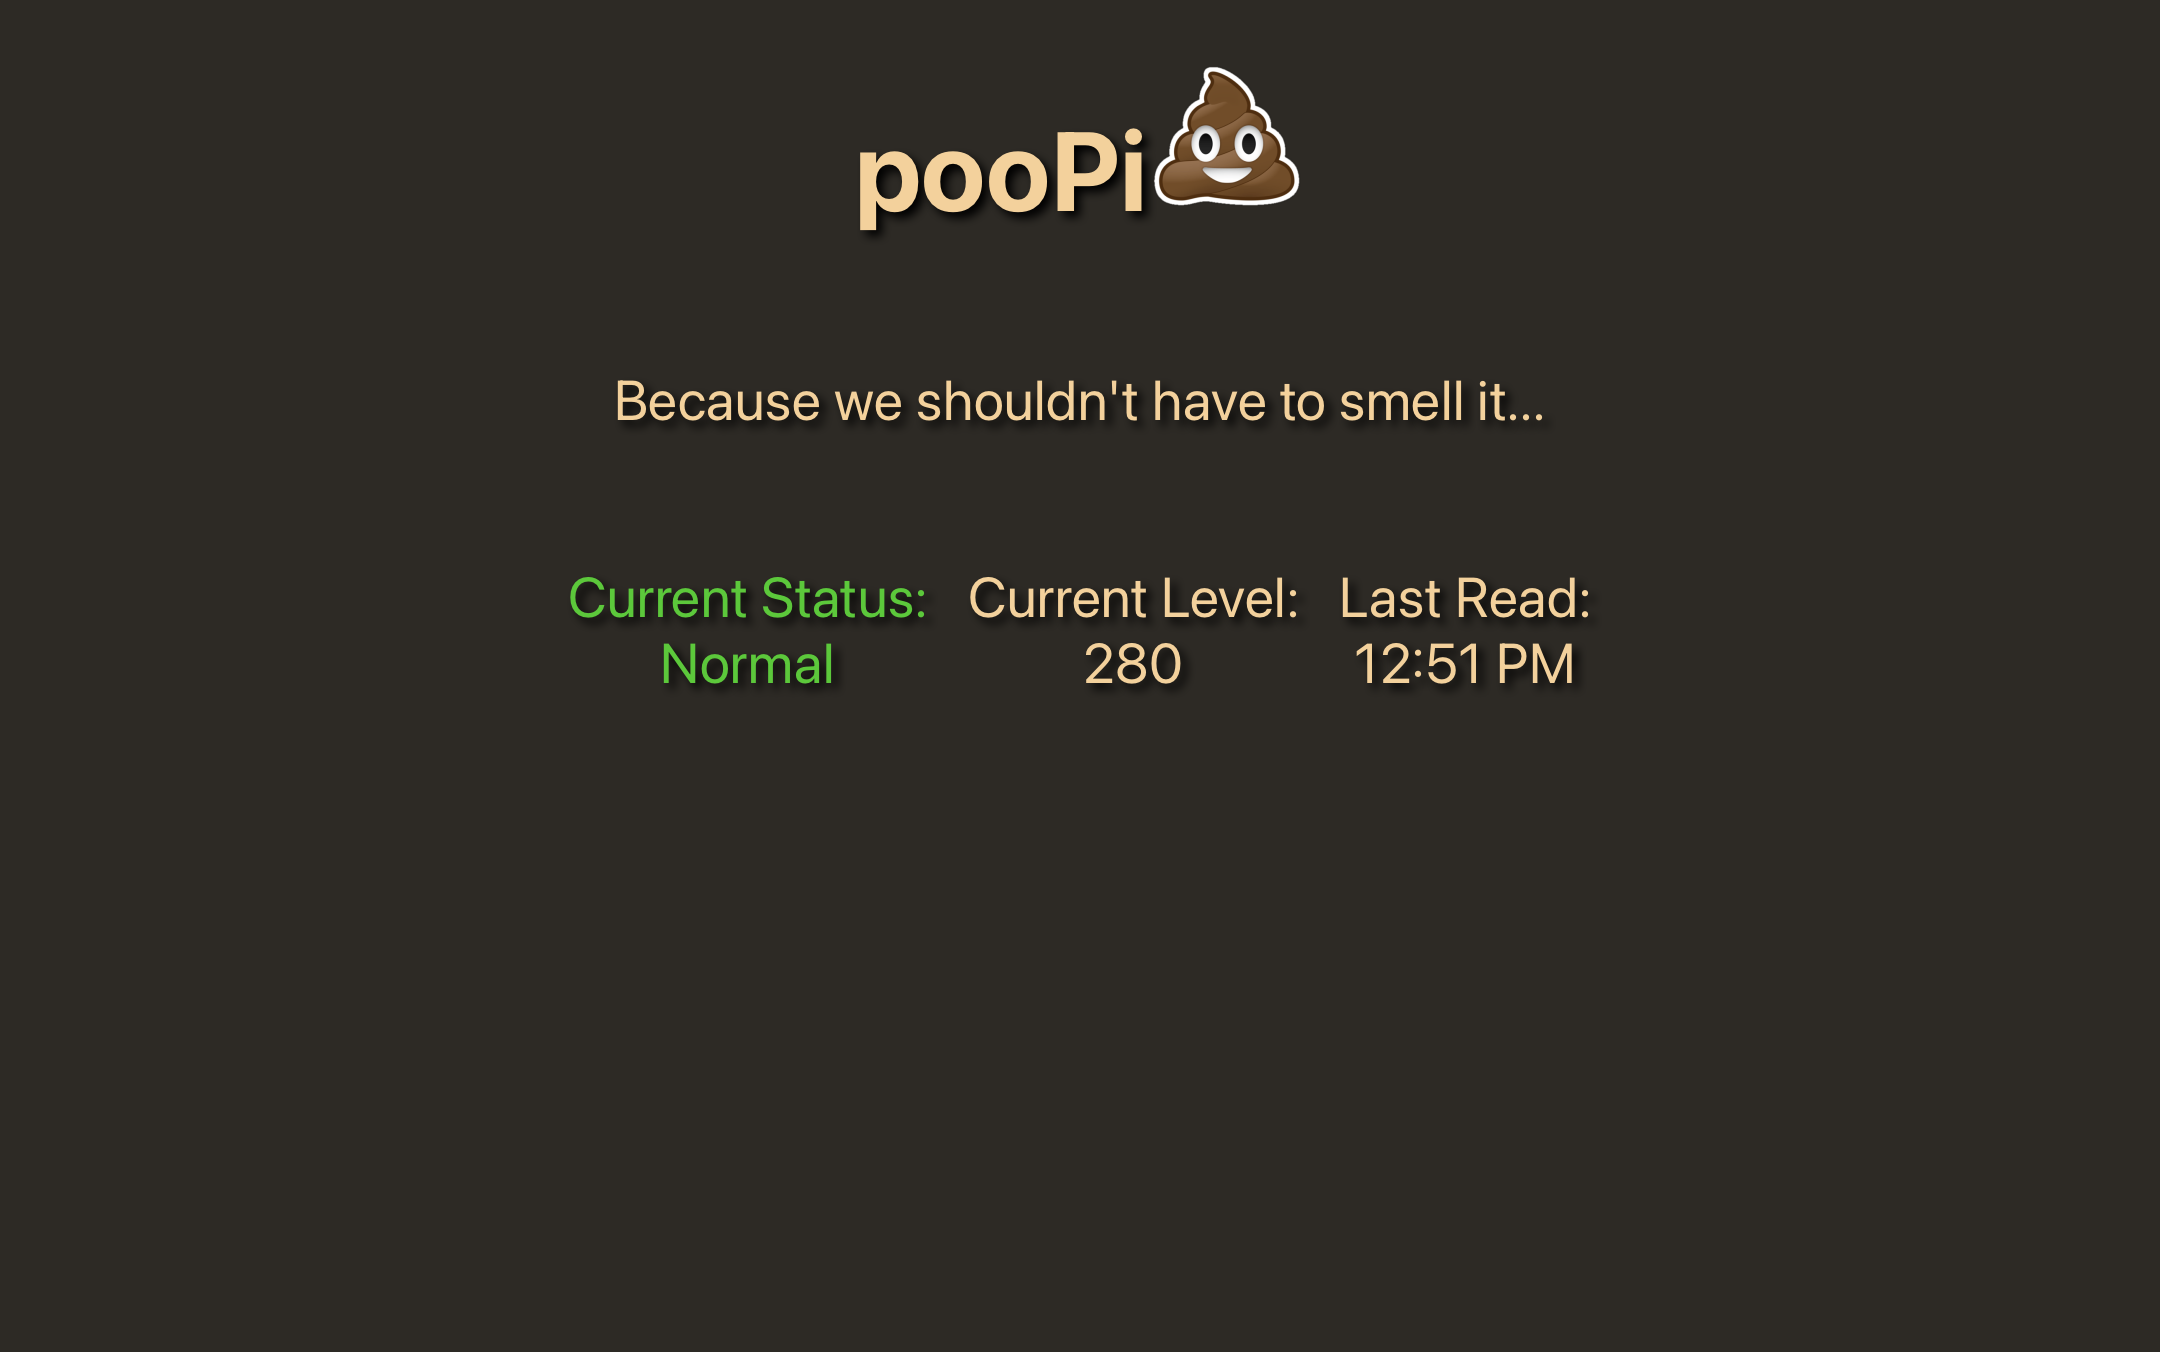 pooPi
Because we shouldn't have to smell it...
Current Status: Current Level: Last Read:
Normal 280 12:51 PM